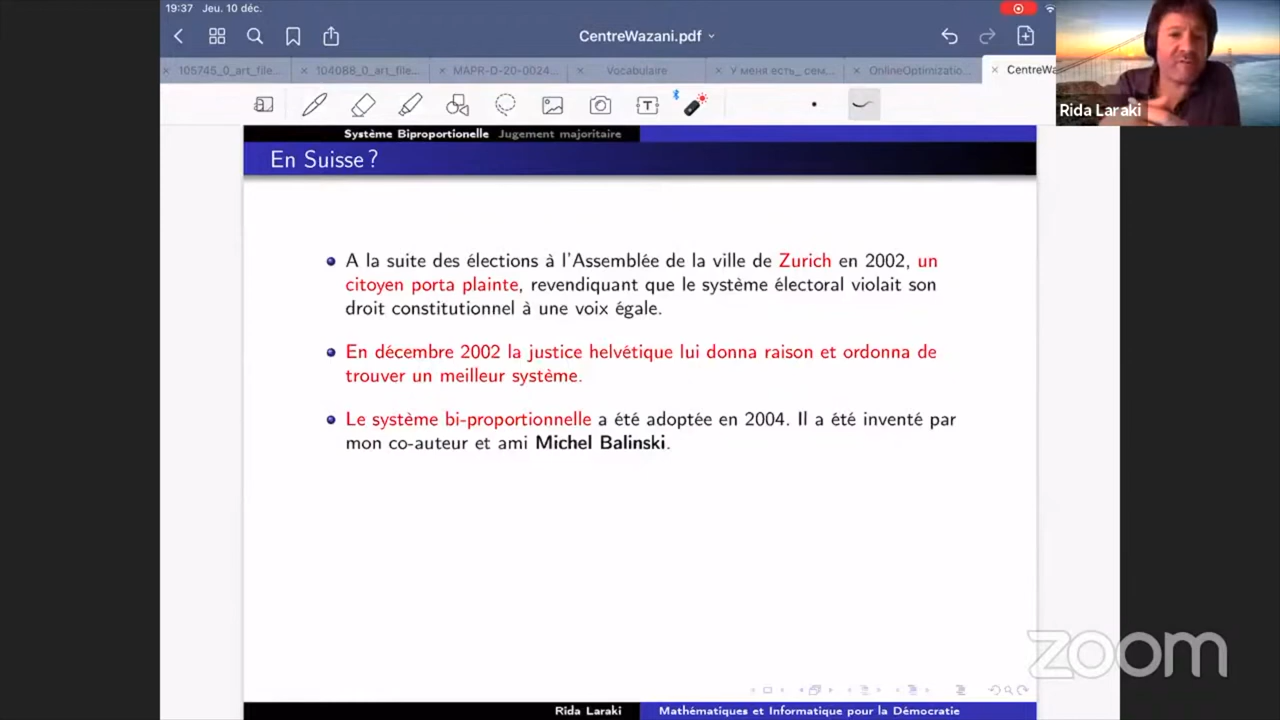 19:37 Jeu. 10 déc.
CentreWazani.pdf
105745_0_art_file...
104088_0_art_file...
MAPR-D-20-0024...
Vocabulaire
У меня есть_ сем...
OnlineOptimizatio...
CentreWa
Rida Laraki
Système Biproportionelle Jugement majoritaire
En Suisse ?
A la suite des élections à l'Assemblée de la ville de Zurich en 2002, un
citoyen porta plainte, revendiquant que le système électoral violait son
droit constitutionnel à une voix égale.
En décembre 2002 la justice helvétique lui donna raison et ordonna de
trouver un meilleur système.
Le système bi-proportionnelle a été adoptée en 2004. Il a été inventé par
mon co-auteur et ami Michel Balinski.
zoom
Rida Laraki Mathématiques et Informatique pour la Démocratie